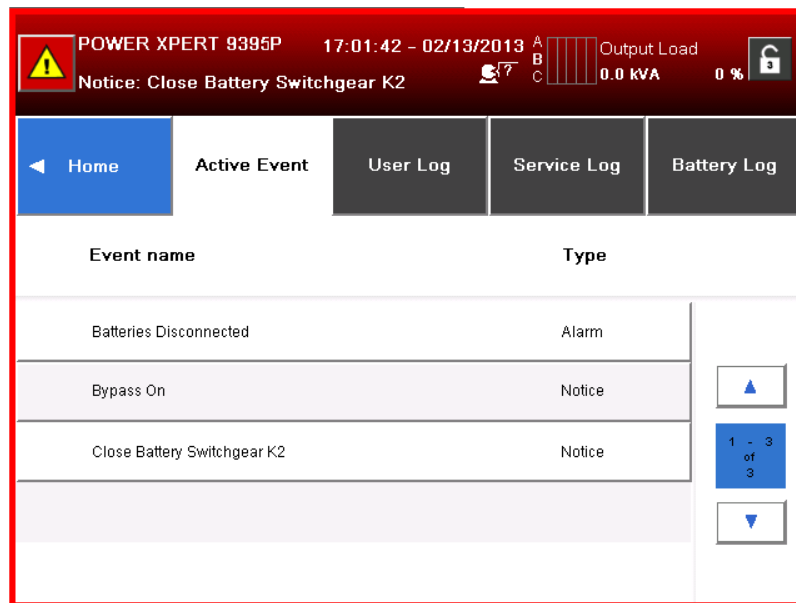 POWER XPERT 9395P 17:01:42 - 02/13/2013 A Output Load
B
Notice: Close Battery Switchgear K2 ? C 0.0 kVA 0 % 3
Home Active Event User Log Service Log Battery Log
Event name Type
Batteries Disconnected Alarm
Bypass On Notice
Close Battery Switchgear K2 Notice
1 - 3
of
3